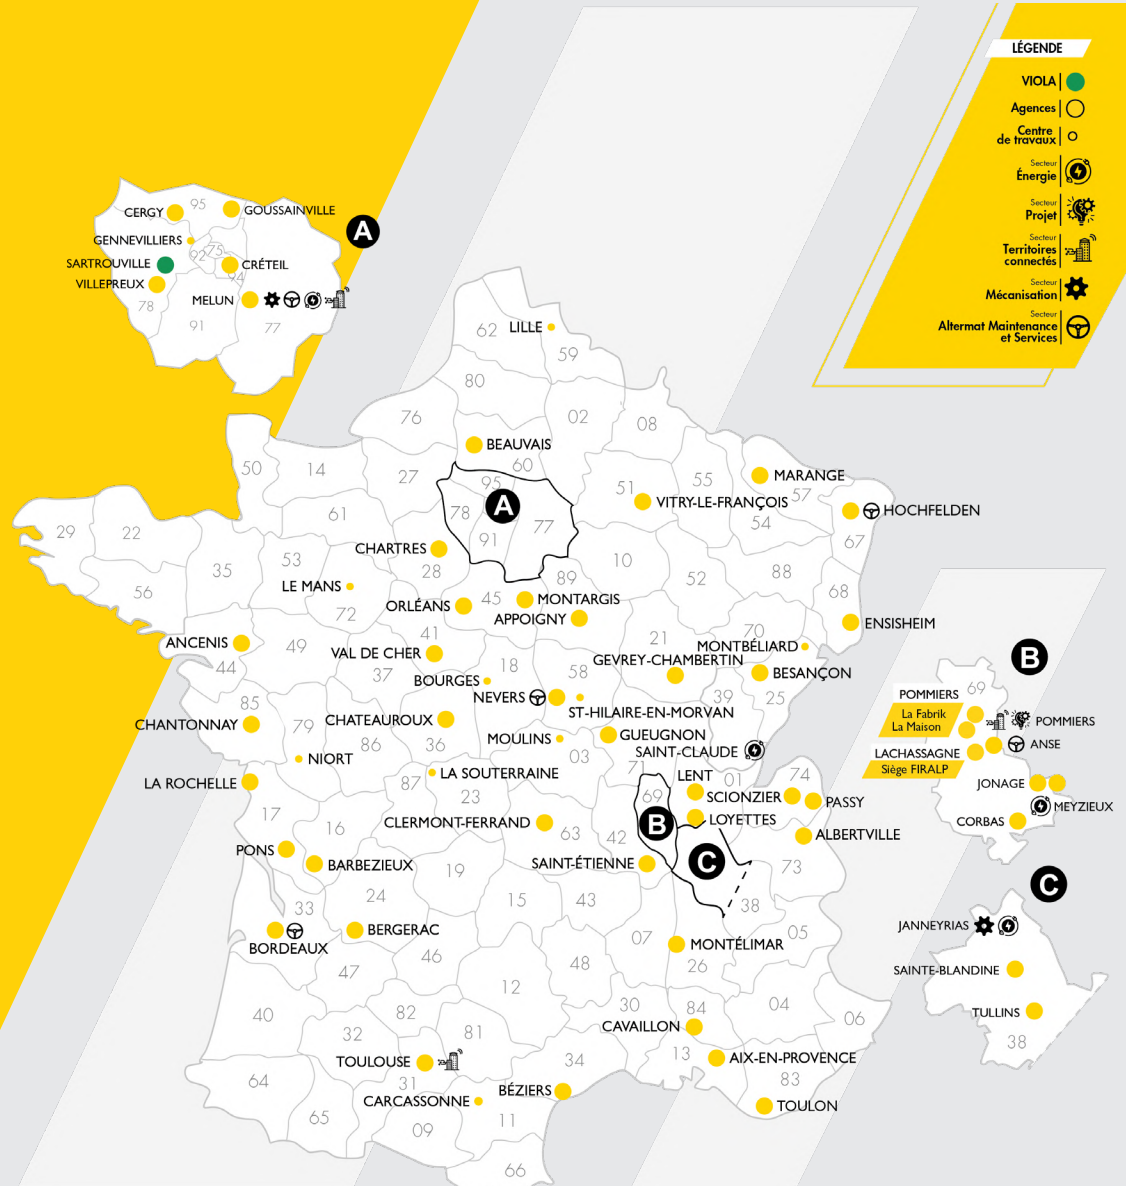 LÉGENDE
VIOLA
Agences
Centre
de travaux
Secteur
Énergie
Secteur
Projet
Secteur
Territoires
connectés
Secteur
Mécanisation
Secteur
Altermat Maintenance
et Services
A
CERGY
95
GOUSSAINVILLE
GENNEVILLIERS
92
75
SARTROUVILLE
CRÉTEIL
94
VILLEPREUX
78
MELUN
91
77
62
LILLE
59
80
76
02
08
BEAUVAIS
60
50
14
27
95
A
78
77
91
51
VITRY-LE-FRANÇOIS
55
MARANGE
57
54
HOCHFELDEN
67
29
22
61
CHARTRES
28
10
35
53
56
LE MANS
72
89
52
88
68
ORLÉANS
45
MONTARGIS
APPOIGNY
ENSISHEIM
ANCENIS
44
49
41
VAL DE CHER
37
21
70
MONTBÉLIARD
GEVREY-CHAMBERTIN
BESANÇON
18
58
BOURGES
NEVERS
ST-HILAIRE-EN-MORVAN
39
25
85
CHANTONNAY
79
CHATEAUROUX
86
36
MOULINS
GUEUGNON
SAINT-CLAUDE
03
71
NIORT
LA ROCHELLE
87
LA SOUTERRAINE
23
LENT
01
74
69
SCIONZIER
PASSY
17
16
CLERMONT-FERRAND
63
42
B
LOYETTES
ALBERTVILLE
PONS
BARBEZIEUX
19
SAINT-ÉTIENNE
C
73
24
15
43
38
33
BORDEAUX
BERGERAC
46
07
MONTÉLIMAR
05
47
48
26
12
40
82
30
84
04
06
32
81
CAVAILLON
TOULOUSE
31
34
13
AIX-EN-PROVENCE
64
CARCASSONNE
BÉZIERS
83
TOULON
65
09
11
66
B
POMMIERS
69
La Fabrik
La Maison
POMMIERS
LACHASSAGNE
ANSE
Siège FIRALP
JONAGE
MEYZIEUX
CORBAS
C
JANNEYRIAS
SAINTE-BLANDINE
TULLINS
38